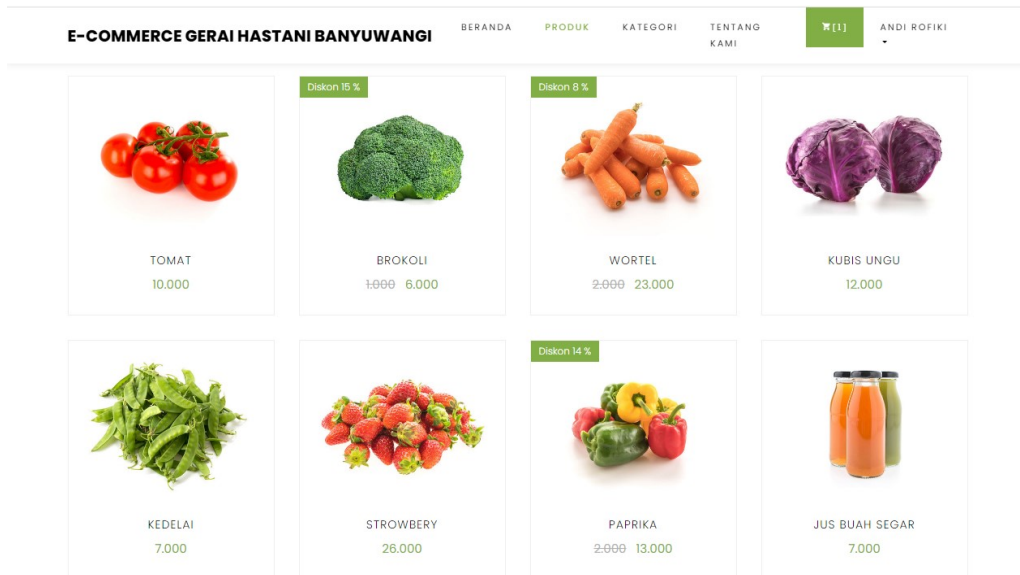 E-COMMERCE GERAI HASTANI BANYUWANGI
BERANDA
PRODUK
KATEGORI
TENTANG
KAMI
[1]
ANDI ROFIKI
Diskon 15 %
Diskon 8 %
TOMAT
BROKOLI
WORTEL
KUBIS UNGU
10.000
1.000 6.000
2.000 23.000
12.000
Diskon 14 %
KEDELAI
STROWBERY
PAPRIKA
JUS BUAH SEGAR
7.000
26.000
2.000 13.000
7.000